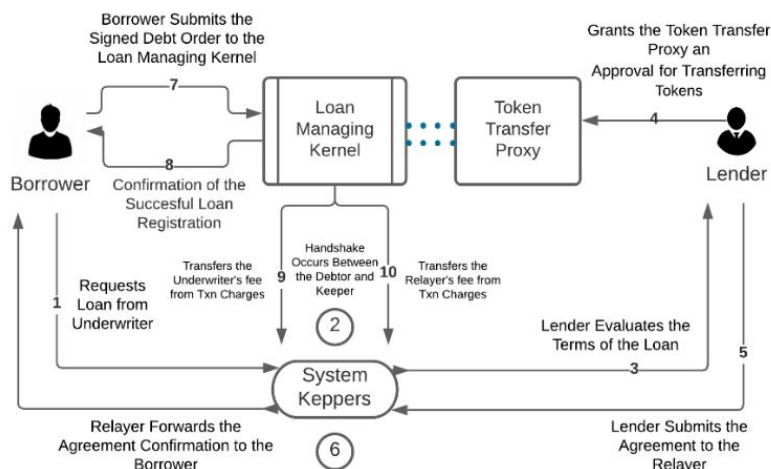 Borrower Submits the
Signed Debt Order to the
Loan Managing Kernel
7
Borrower
8
Confirmation of the
Succesful Loan
Registration
Loan
Managing
Kernel
Token
Transfer
Proxy
Grants the Token Transfer
Proxy an
Approval for Transferring
Tokens
4
Lender
1
Requests
Loan from
Underwriter
Transfers the
Underwriter's fee
from Txn Charges
9
Handshake
Occurs Between
the Debtor and
Keeper
10
Transfers the
Relayer's fee from
Txn Charges
2
System
Keppers
Lender Evaluates the
Terms of the Loan
3
5
Relayer Forwards the
Agreement Confirmation to the
Borrower
6
Lender Submits
the
Agreement to the
Relayer